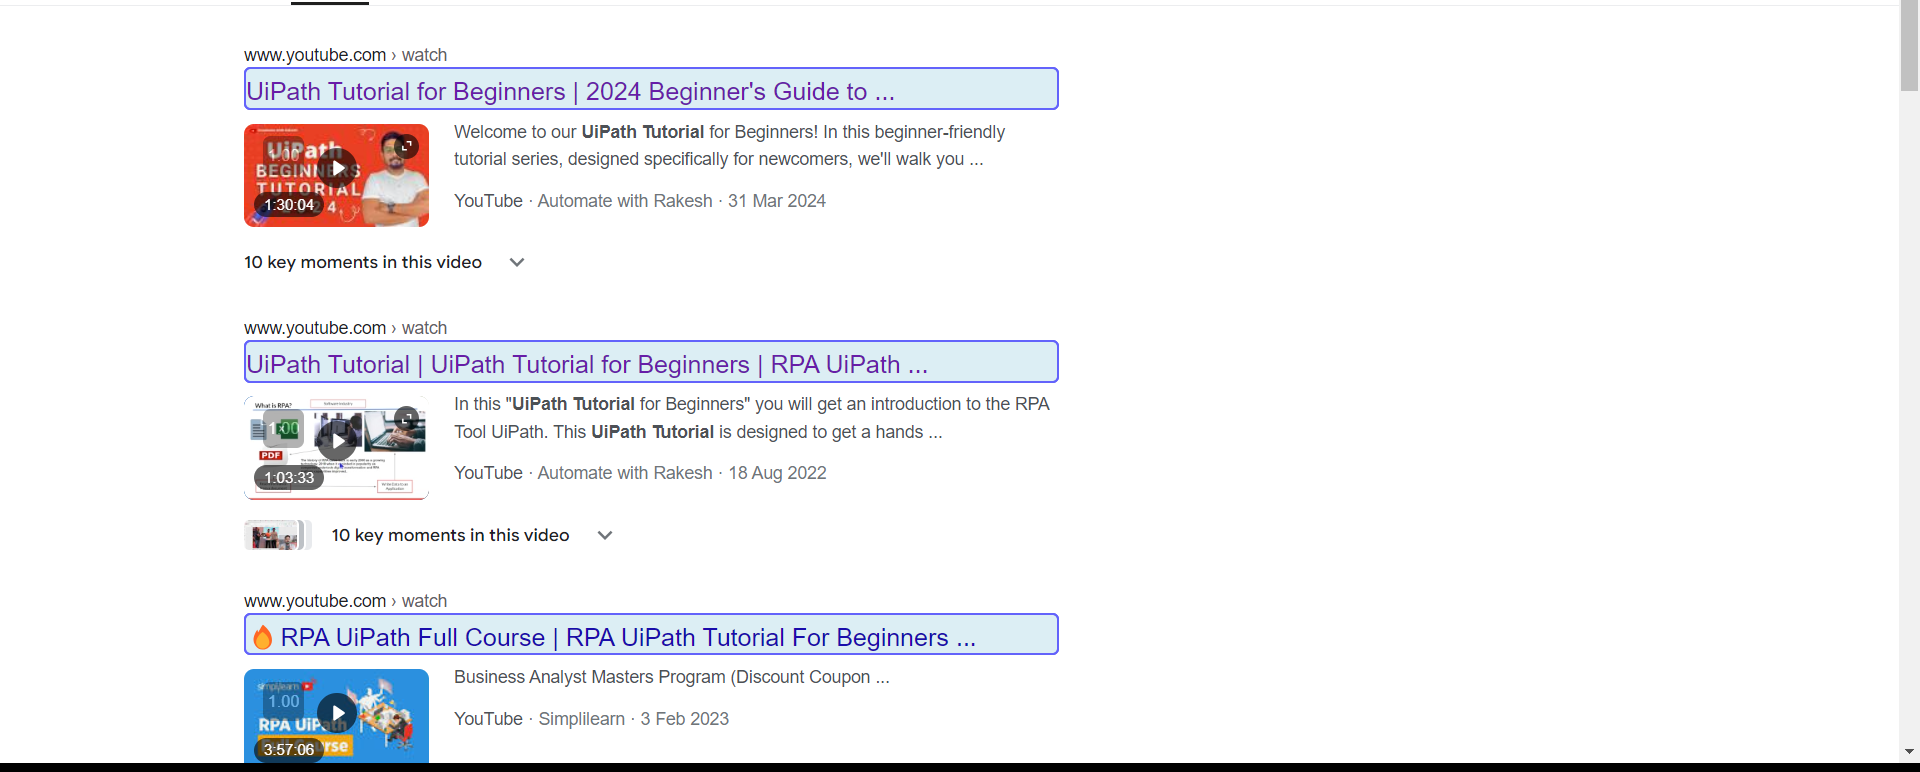 www.youtube.com › watch
UiPath Tutorial for Beginners | 2024 Beginner's Guide to ...
UiPath
1.00
BEGINNERS
TUTORIAL
2024
1:30:04
Welcome to our UiPath Tutorial for Beginners! In this beginner-friendly
tutorial series, designed specifically for newcomers, we'll walk you ...
YouTube · Automate with Rakesh · 31 Mar 2024
10 key moments in this video
www.youtube.com › watch
UiPath Tutorial | UiPath Tutorial for Beginners | RPA UiPath ...
What is RPA?
1.00
PDF
1:03:33
In this "UiPath Tutorial for Beginners" you will get an introduction to the RPA
Tool UiPath. This UiPath Tutorial is designed to get a hands ...
YouTube · Automate with Rakesh · 18 Aug 2022
10 key moments in this video
www.youtube.com › watch
🔥 RPA UiPath Full Course | RPA UiPath Tutorial For Beginners ...
simplilearn
1.00
RPA UiPath
Full Course
3:57:06
Business Analyst Masters Program (Discount Coupon ...
YouTube · Simplilearn · 3 Feb 2023